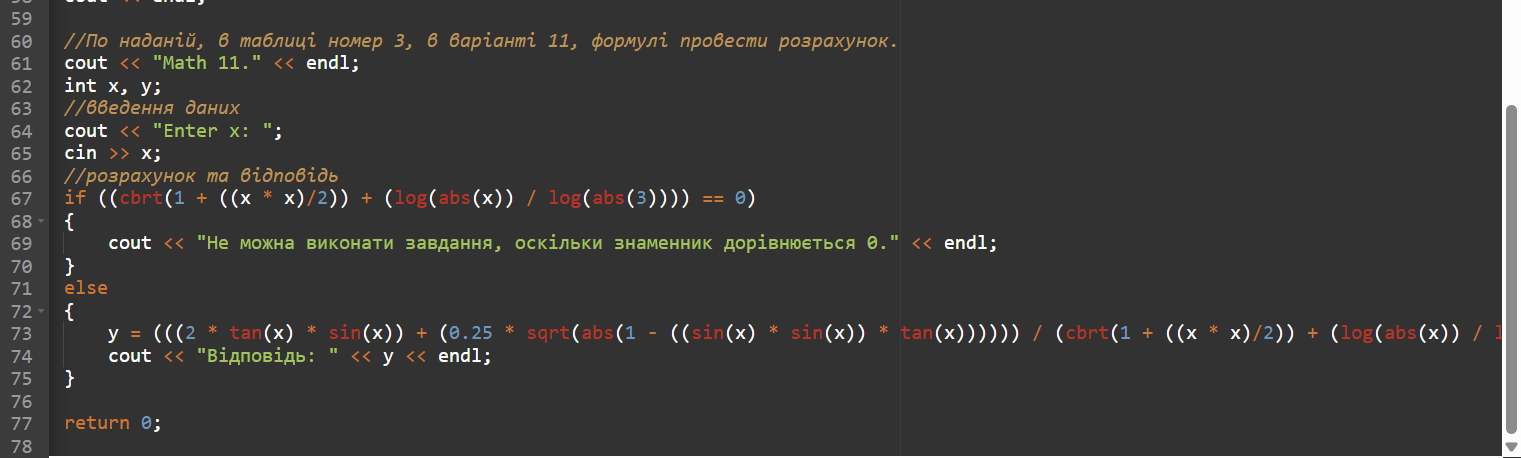 59
60 //По наданій, в таблиці номер 3, в варіанті 11, формулі провести розрахунок.
61 cout << "Math 11." << endl;
62 int x, y;
63 //введення даних
64 cout << "Enter x: ";
65 cin >> x;
66 //розрахунок та відповідь
67 if ((cbrt(1 + ((x * x)/2)) + (log(abs(x)) / log(abs(3)))) == 0)
68 {
69 cout << "Не можна виконати завдання, оскільки знаменник дорівнюється 0." << endl;
70 }
71 else
72 {
73 y = (((2 * tan(x) * sin(x)) + (0.25 * sqrt(abs(1 - ((sin(x) * sin(x)) * tan(x)))))) / (cbrt(1 + ((x * x)/2)) + (log(abs(x)) /
74 cout << "Відповідь: " << y << endl;
75 }
76
77 return 0;
78